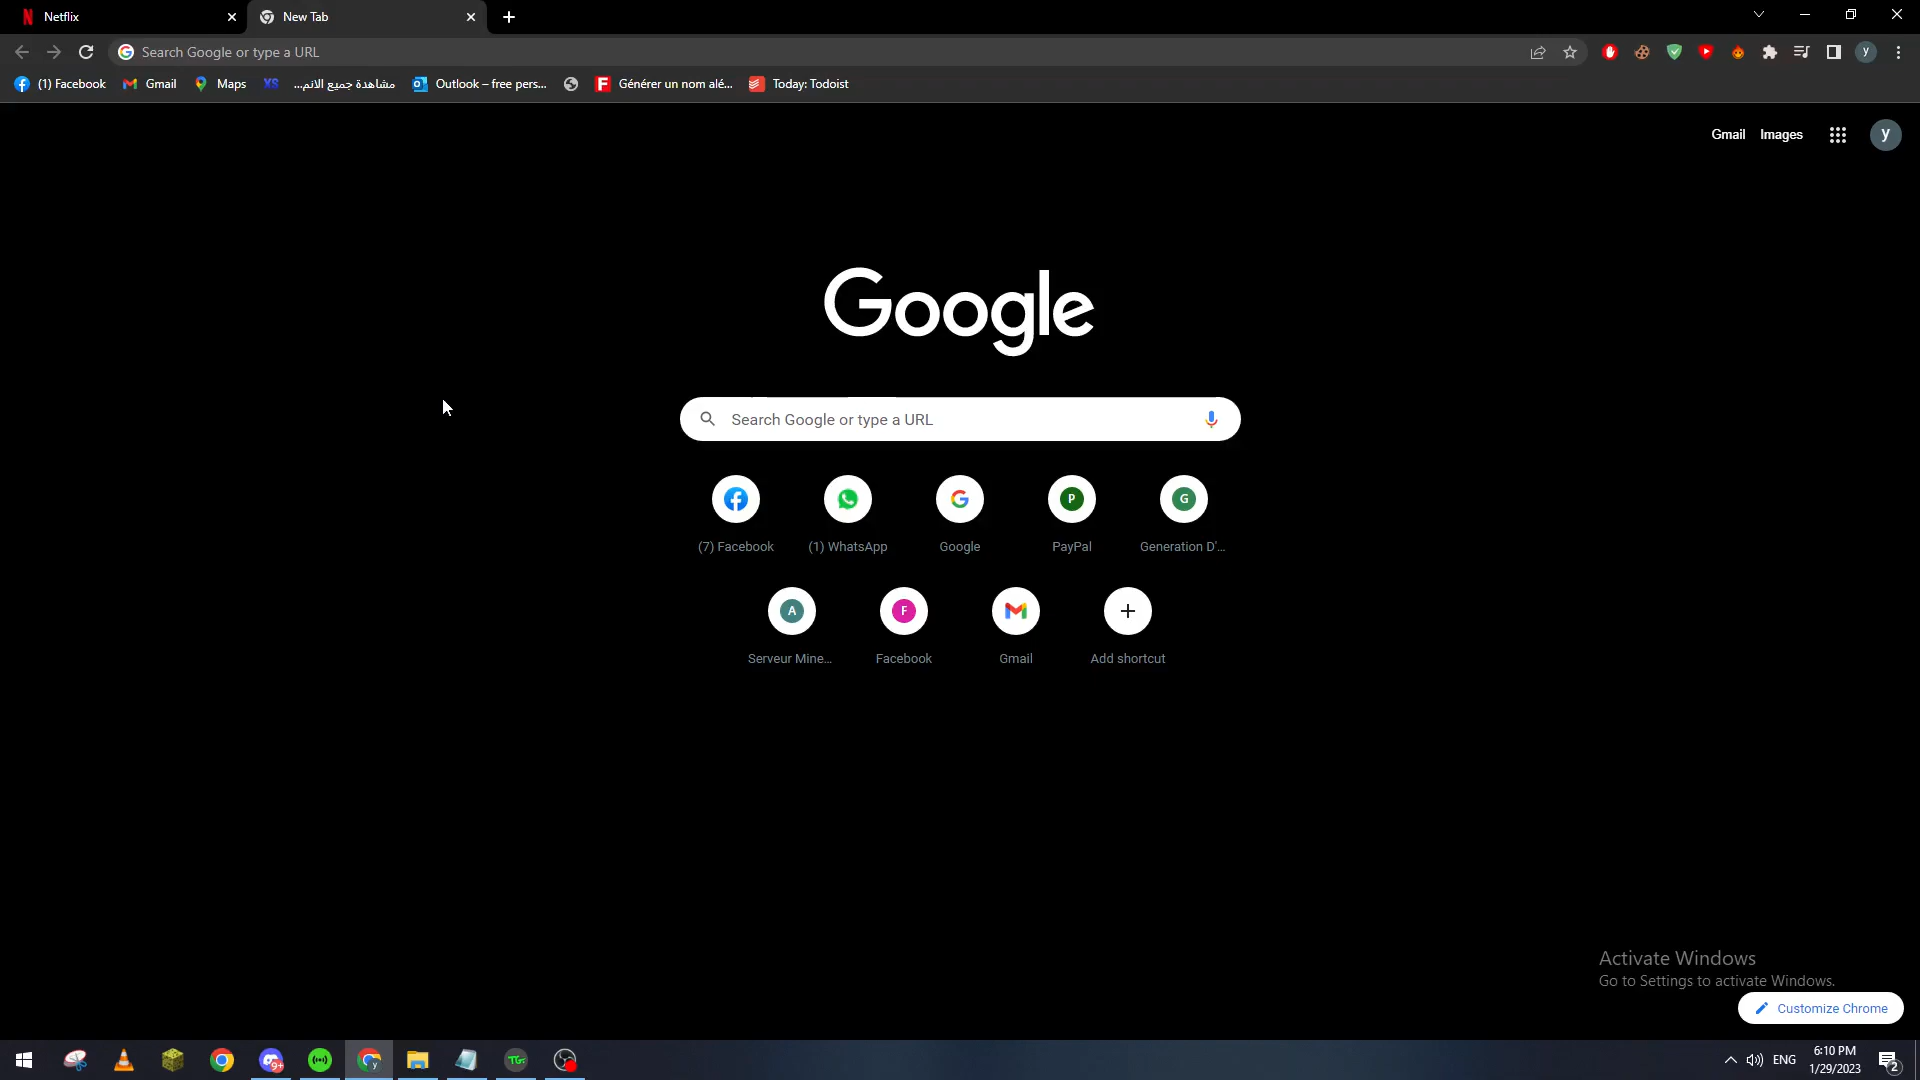 Netflix
New Tab
Search Google or type a URL
(1) Facebook
Gmail
Maps
مشاهدة جميع الانم...
Outlook – free pers...
Générer un nom alé...
Today: Todoist
Gmail
Images
y
Google
Search Google or type a URL
(7) Facebook
(1) WhatsApp
Google
P
PayPal
G
Generation D'...
A
Serveur Mine...
F
Facebook
Gmail
Add shortcut
Activate Windows
Go to Settings to activate Windows.
Customize Chrome
ENG
6:10 PM
1/29/2023
2